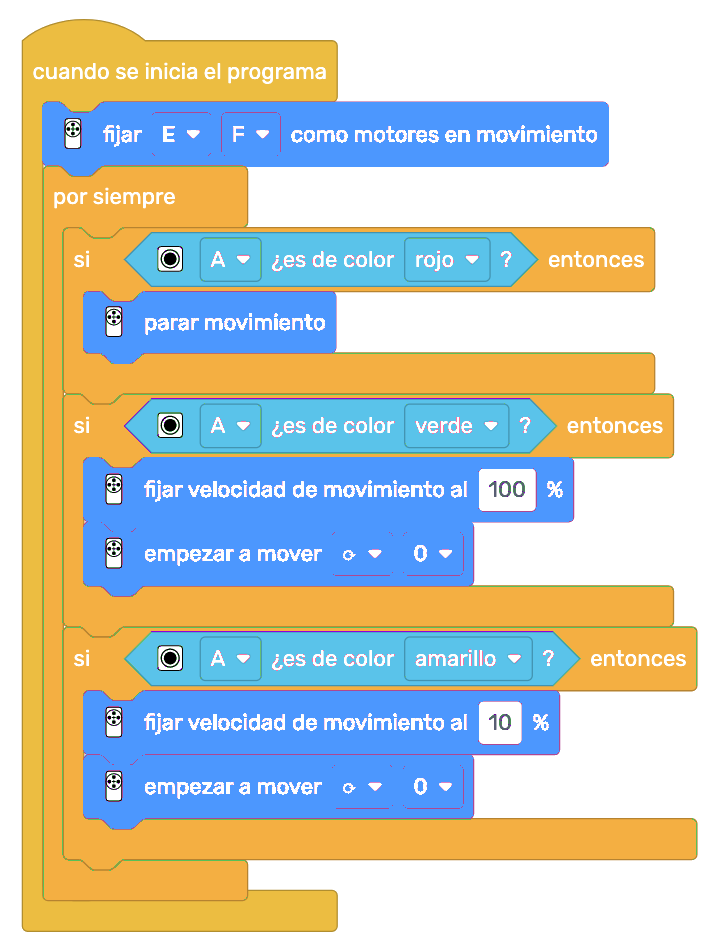 cuando se inicia el programa
fijar E F como motores en movimiento
por siempre
si A ¿es de color rojo ? entonces
parar movimiento
si A ¿es de color verde ? entonces
fijar velocidad de movimiento al 100 %
empezar a mover 0
si A ¿es de color amarillo ? entonces
fijar velocidad de movimiento al 10 %
empezar a mover 0